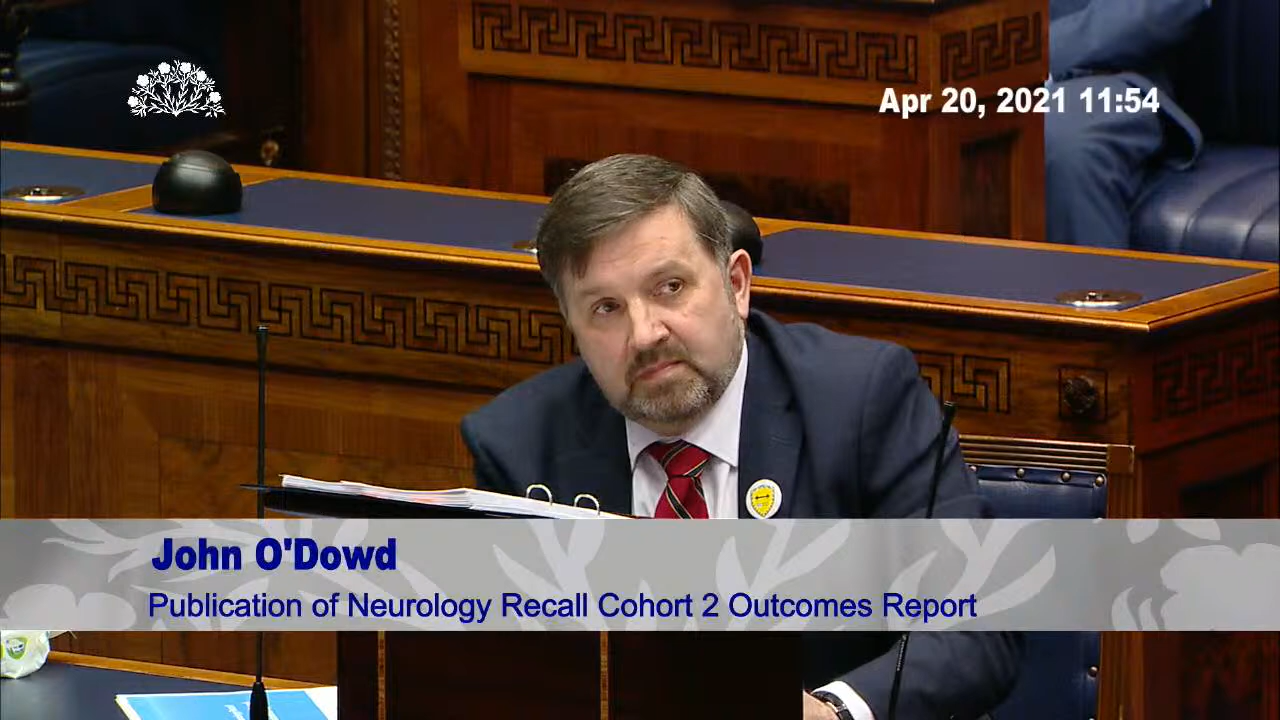 Apr 20, 2021 11:54
John O'Dowd
Publication of Neurology Recall Cohort 2 Outcomes Report